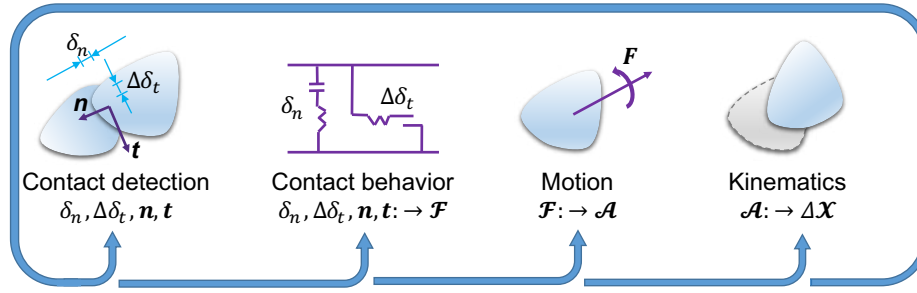 δₙ
Δδₜ
n
t
Contact detection
δₙ, Δδₜ, n, t
δₙ
Δδₜ
Contact behavior
δₙ, Δδₜ, n, t: → ℱ
F
Motion
ℱ: → 𝒜
Kinematics
𝒜: → Δ𝒳